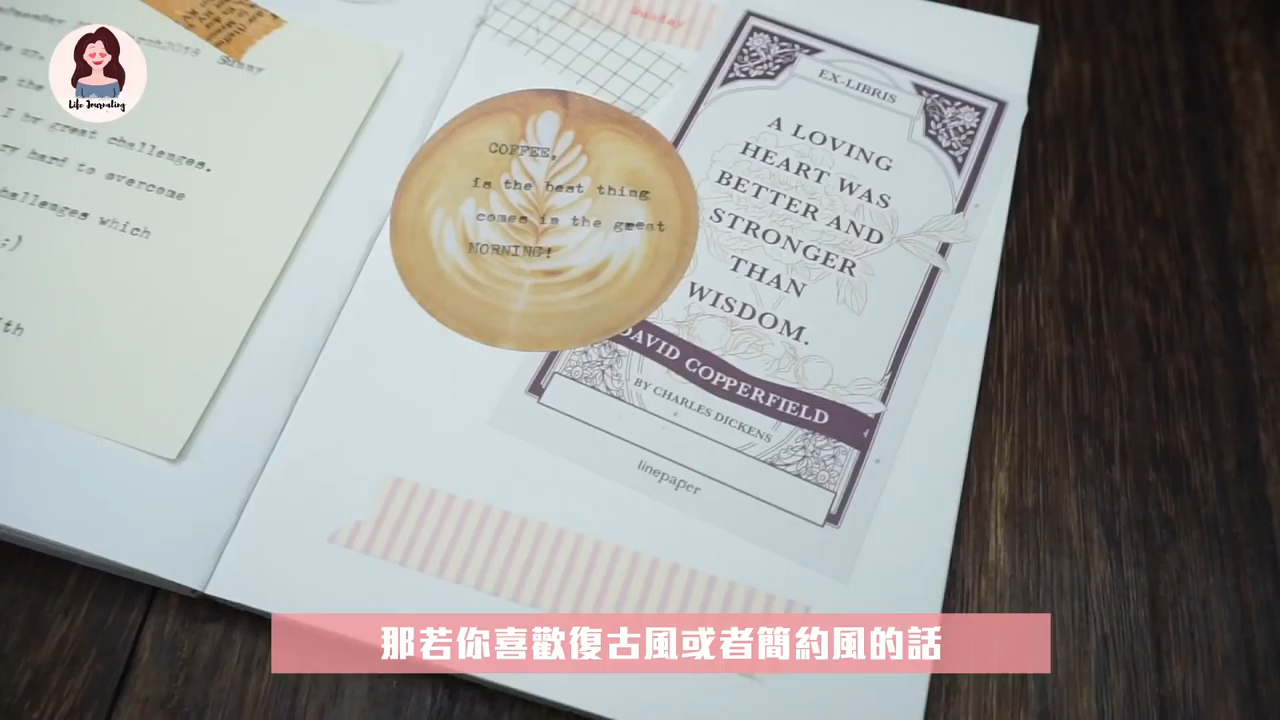 Life Journaling
Sunny
I by great challenges.
ry hard to overcome
challenges which
;)
Sunday
COFFEE,
is the best thing
comes in the great
MORNING!
EX-LIBRIS
A LOVING
HEART WAS
BETTER AND
STRONGER
THAN
WISDOM.
DAVID COPPERFIELD
BY CHARLES DICKENS
linepaper
那若你喜歡復古風或者簡約風的話